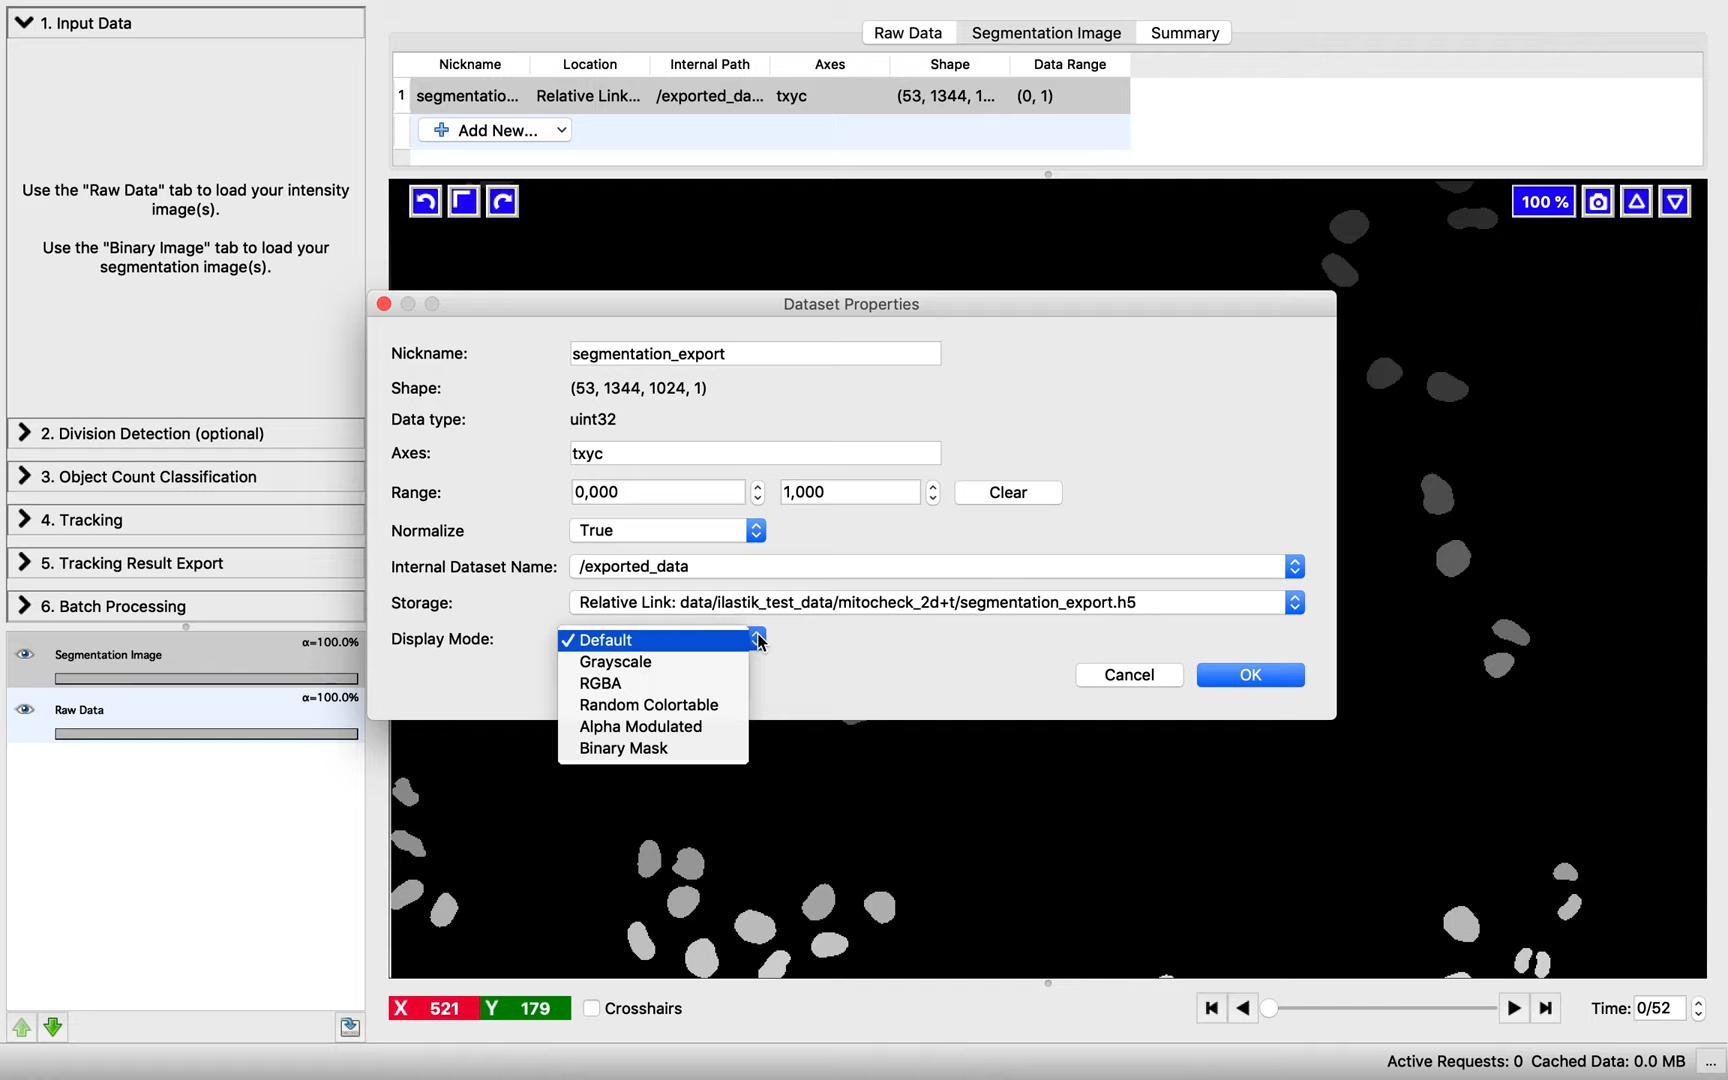 1. Input Data
Use the "Raw Data" tab to load your intensity
image(s).
Use the "Binary Image" tab to load your
segmentation image(s).
2. Division Detection (optional)
3. Object Count Classification
4. Tracking
5. Tracking Result Export
6. Batch Processing
α=100.0%
Segmentation Image
α=100.0%
Raw Data
Raw Data Segmentation Image Summary
Nickname Location Internal Path Axes Shape Data Range
1 segmentatio... Relative Link... /exported_da... txyc (53, 1344, 1... (0, 1)
Add New...
100 %
Dataset Properties
Nickname: segmentation_export
Shape: (53, 1344, 1024, 1)
Data type: uint32
Axes: txyc
Range: 0,000 1,000 Clear
Normalize True
Internal Dataset Name: /exported_data
Storage: Relative Link: data/ilastik_test_data/mitocheck_2d+t/segmentation_export.h5
Display Mode: ✓ Default
Grayscale
RGBA
Random Colortable
Alpha Modulated
Binary Mask
Cancel OK
X 521 Y 179 Crosshairs
Time: 0/52
Active Requests: 0 Cached Data: 0.0 MB ...